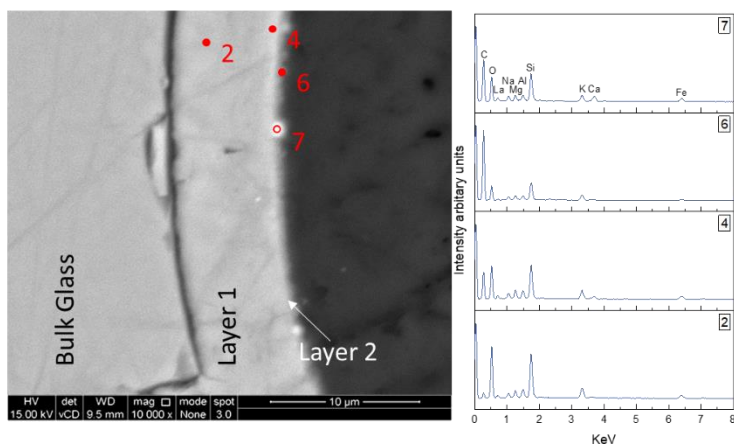 2
4
6
7
Bulk Glass
Layer 1
Layer 2
HV det WD mag □ mode spot
15.00 kV vCD 9.5 mm 10 000 x None 3.0
10 µm
7
C
O
La
Na
Mg
Al
Si
K
Ca
Fe
6
4
2
Intensity arbitary units
0 1 2 3 4 5 6 7 8
KeV